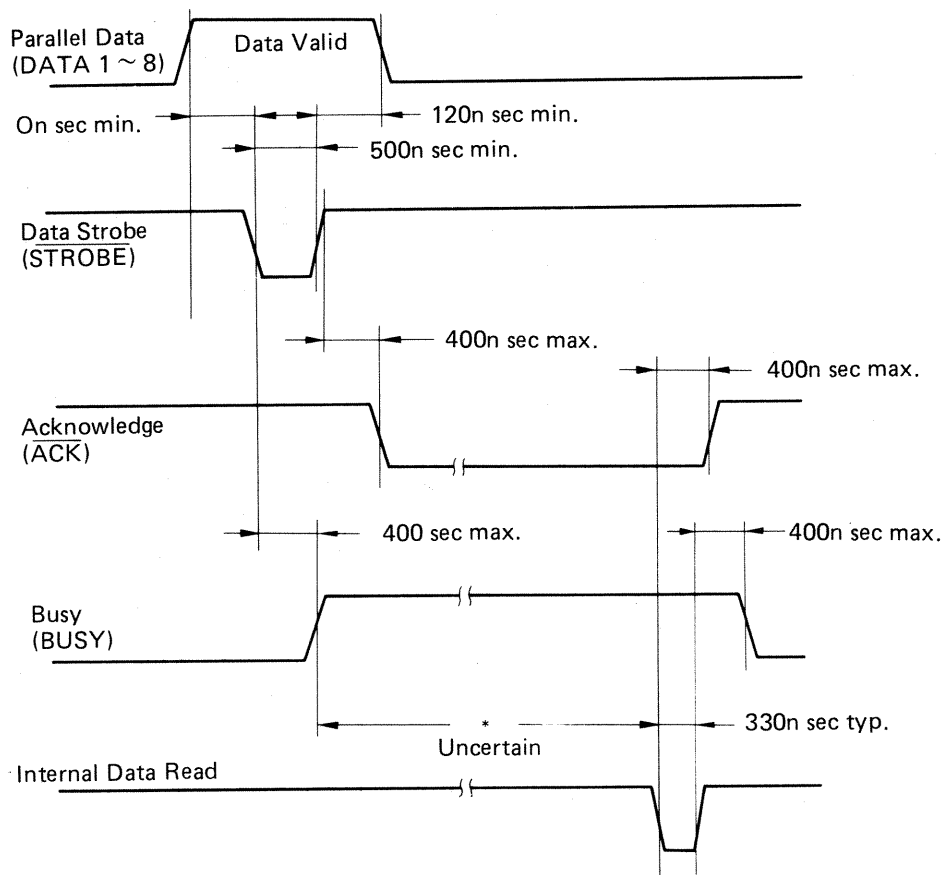 Parallel Data
(DATA 1 ~ 8)
Data Valid
On sec min.
120n sec min.
500n sec min.
Data Strobe
(STROBE)
400n sec max.
400n sec max.
Acknowledge
(ACK)
400 sec max.
400n sec max.
Busy
(BUSY)
*
Uncertain
330n sec typ.
Internal Data Read